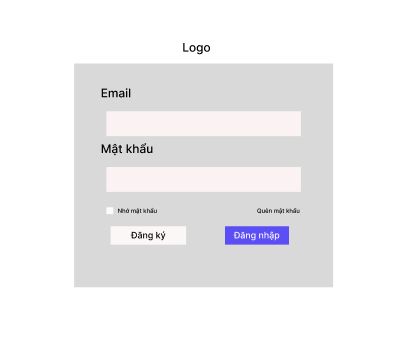 Logo
Email
Mật khẩu
Nhớ mật khẩu
Quên mật khẩu
Đăng ký
Đăng nhập